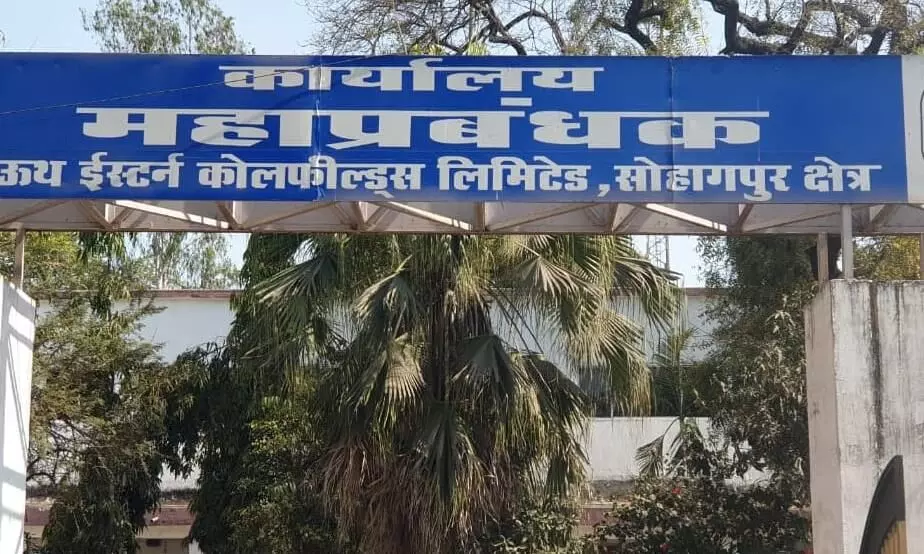 कार्यालय
महाप्रबंधक
ऊथ ईस्टर्न कोलफील्ड्स लिमिटेड ,सोहागपुर क्षेत्र